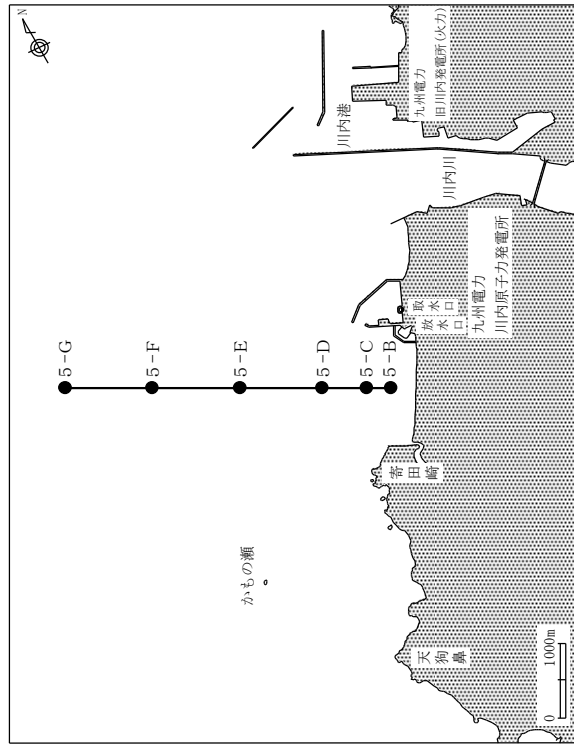 N
川内港
九州電力
旧川内発電所(火力)
川内川
九州電力
川内原子力発電所
取水口
放水口
5-G
5-F
5-E
5-D
5-C
5-B
寄田崎
かもの瀬
天狗鼻
0 1000m